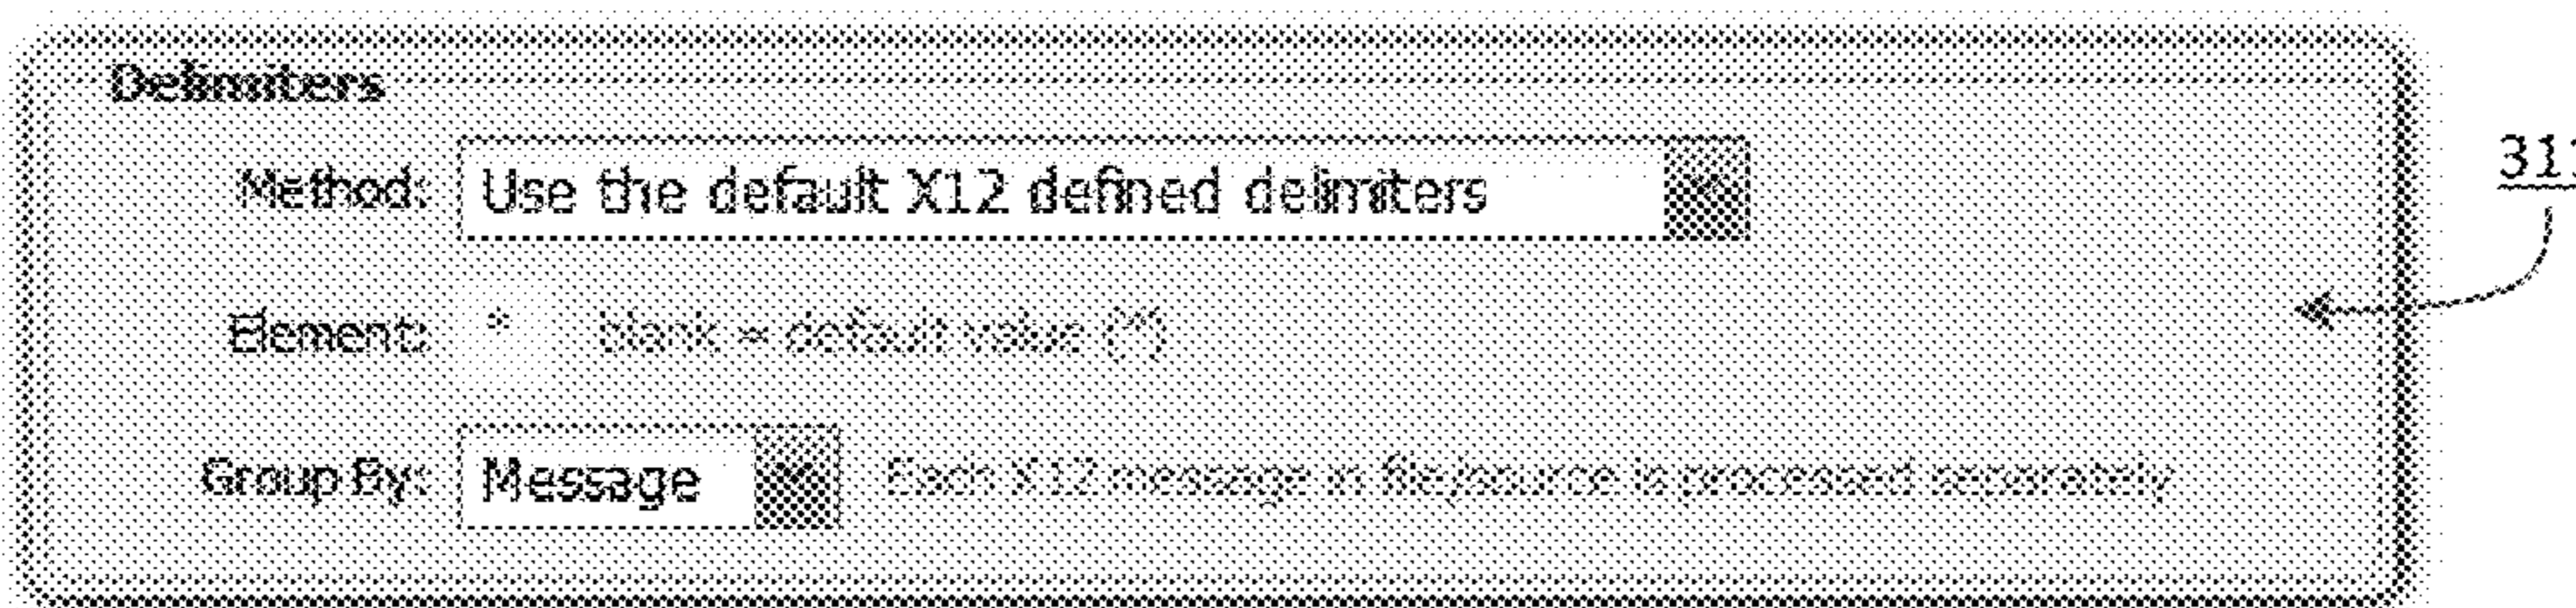 Delimiters
Method: Use the default X12 defined delimiters
311
Element: * blank = default value (*)
Group By: Message Each X12 message in file/source is processed separately